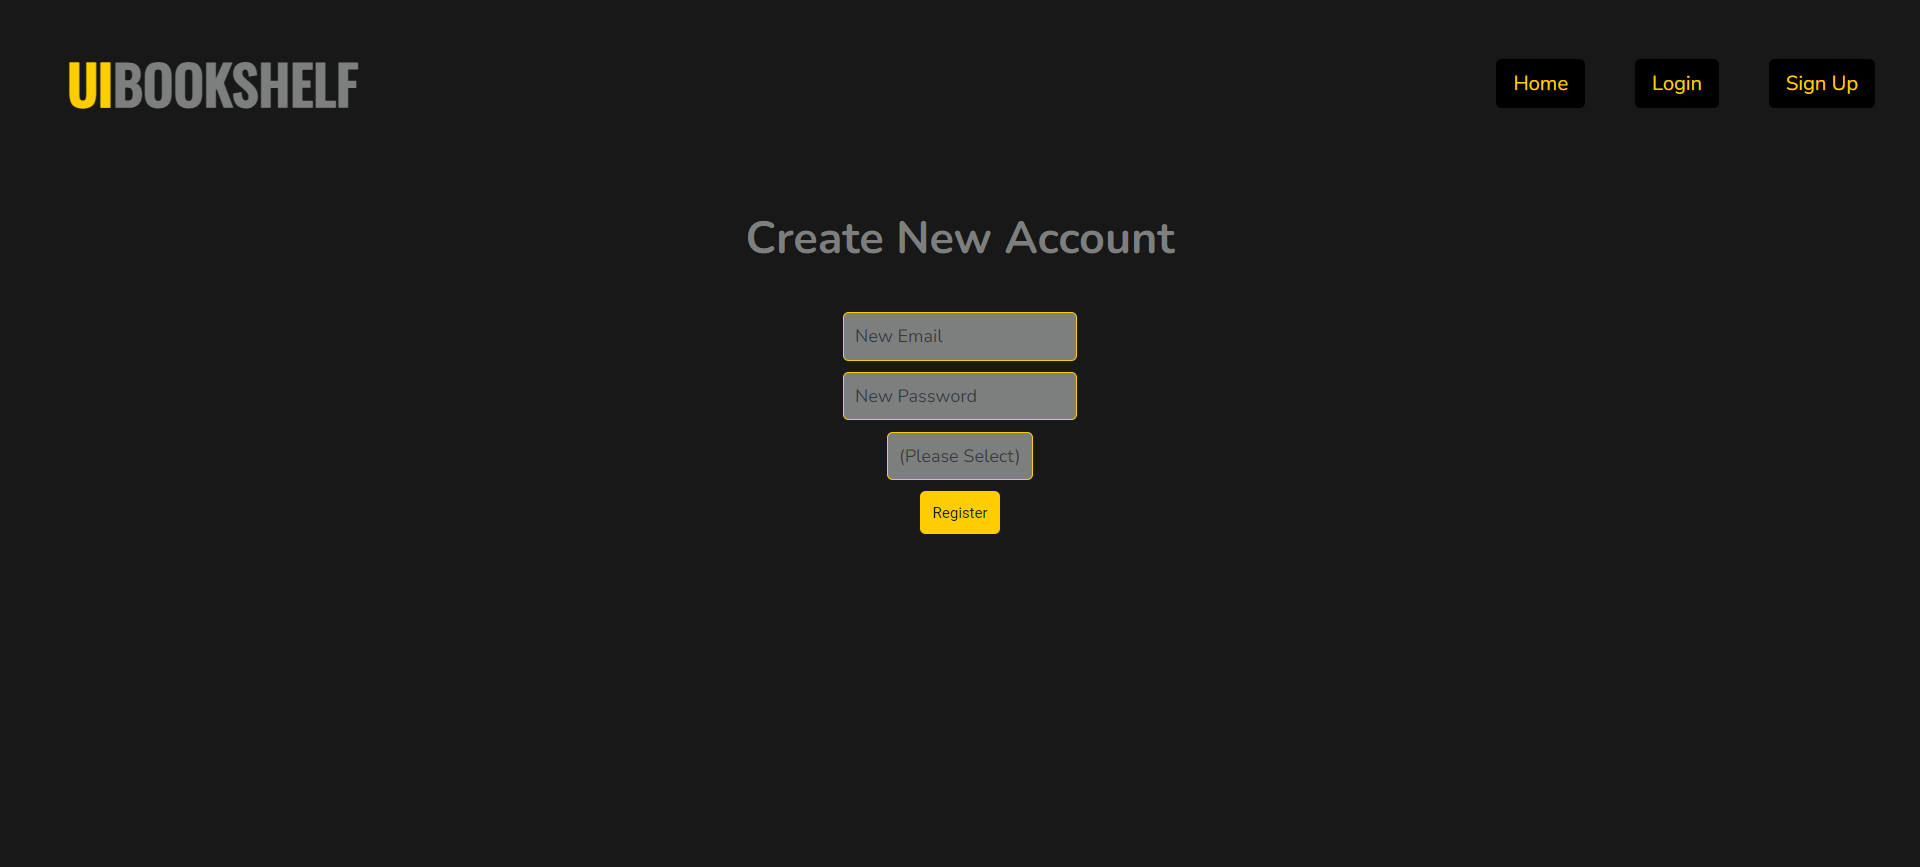 UIBOOKSHELF
Home Login Sign Up
Create New Account
New Email
New Password
(Please Select)
Register